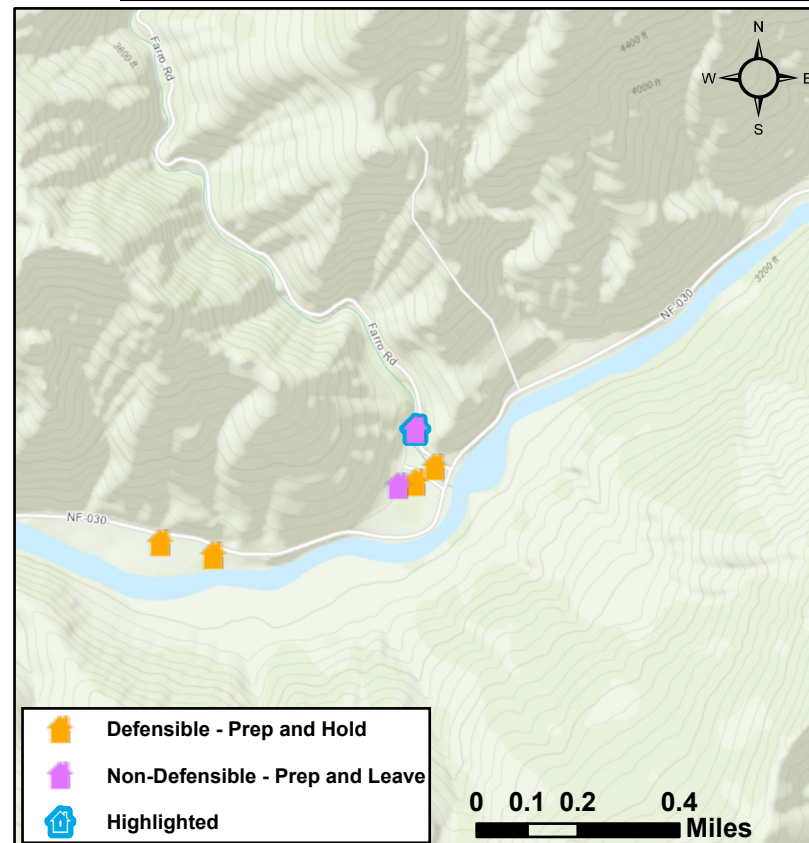 N
W
E
S
3600 ft
Farro Rd
4400 ft
4000 ft
3200 ft
NF-030
Farro Rd
NF-030
Defensible - Prep and Hold
Non-Defensible - Prep and Leave
Highlighted
0 0.1 0.2 0.4
Miles